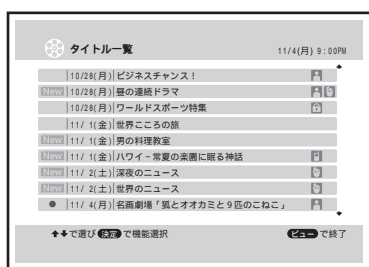 タイトル一覧 11/4(月) 9:00PM
10/28(月) ビジネスチャンス！
New 10/28(月) 昼の連続ドラマ
10/28(月) ワールドスポーツ特集
11/ 1(金) 世界こころの旅
New 11/ 1(金) 男の料理教室
New 11/ 1(金) ハワイ~常夏の楽園に眠る神話
New 11/ 2(土) 深夜のニュース
New 11/ 2(土) 世界のニュース
● 11/ 4(月) 名画劇場「狐とオオカミと9匹のこねこ」
で選び 決定 で機能選択 ビュー で終了